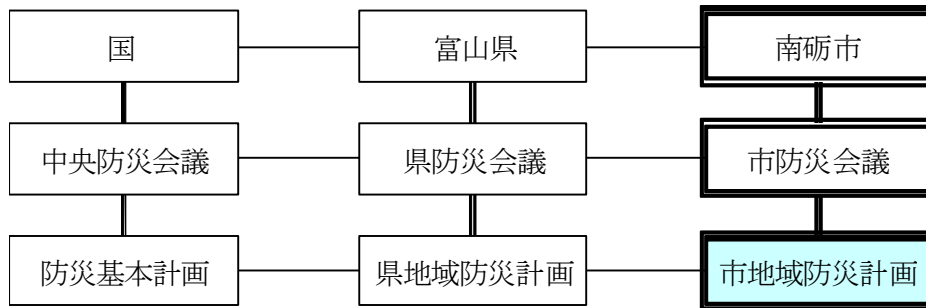 国
富山県
南砺市
中央防災会議
県防災会議
市防災会議
防災基本計画
県地域防災計画
市地域防災計画